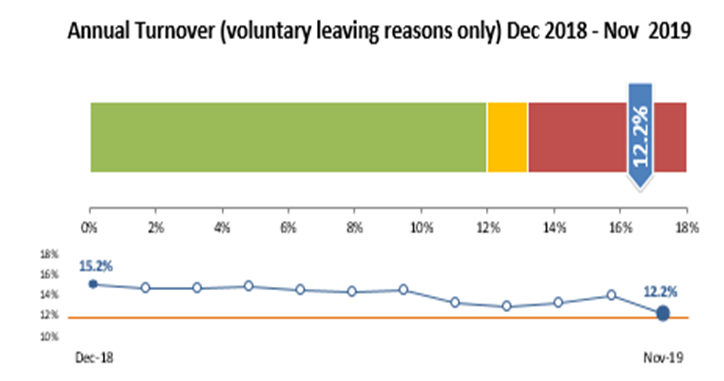 Annual Turnover (voluntary leaving reasons only) Dec 2018 - Nov  2019
12.2%
0% 2% 4% 6% 8% 10% 12% 14% 16% 18%
18%
16%
15.2%
14%
12.2%
12%
10%
Dec-18 Nov-19